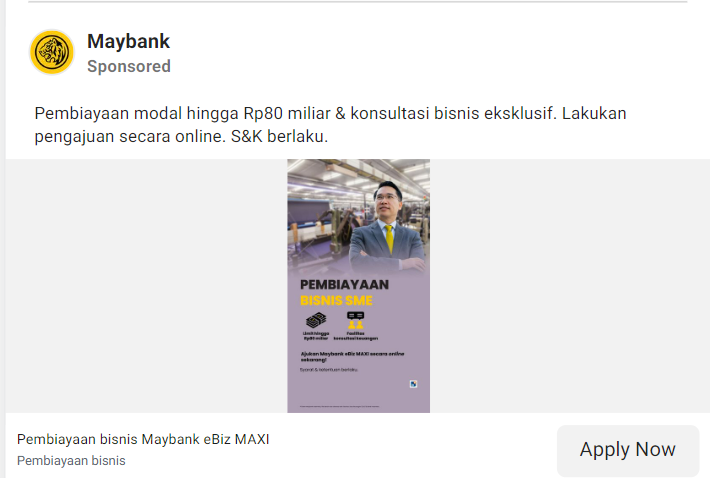 Maybank
Sponsored
Pembiayaan modal hingga Rp80 miliar & konsultasi bisnis eksklusif. Lakukan
pengajuan secara online. S&K berlaku.
PEMBIAYAAN
BISNIS SME
Limit hingga
Rp80 miliar
Fasilitas
konsultasi keuangan
Ajukan Maybank eBiz MAXI secara online
sekarang!
Syarat & ketentuan berlaku.
Pembiayaan bisnis Maybank eBiz MAXI
Pembiayaan bisnis
Apply Now